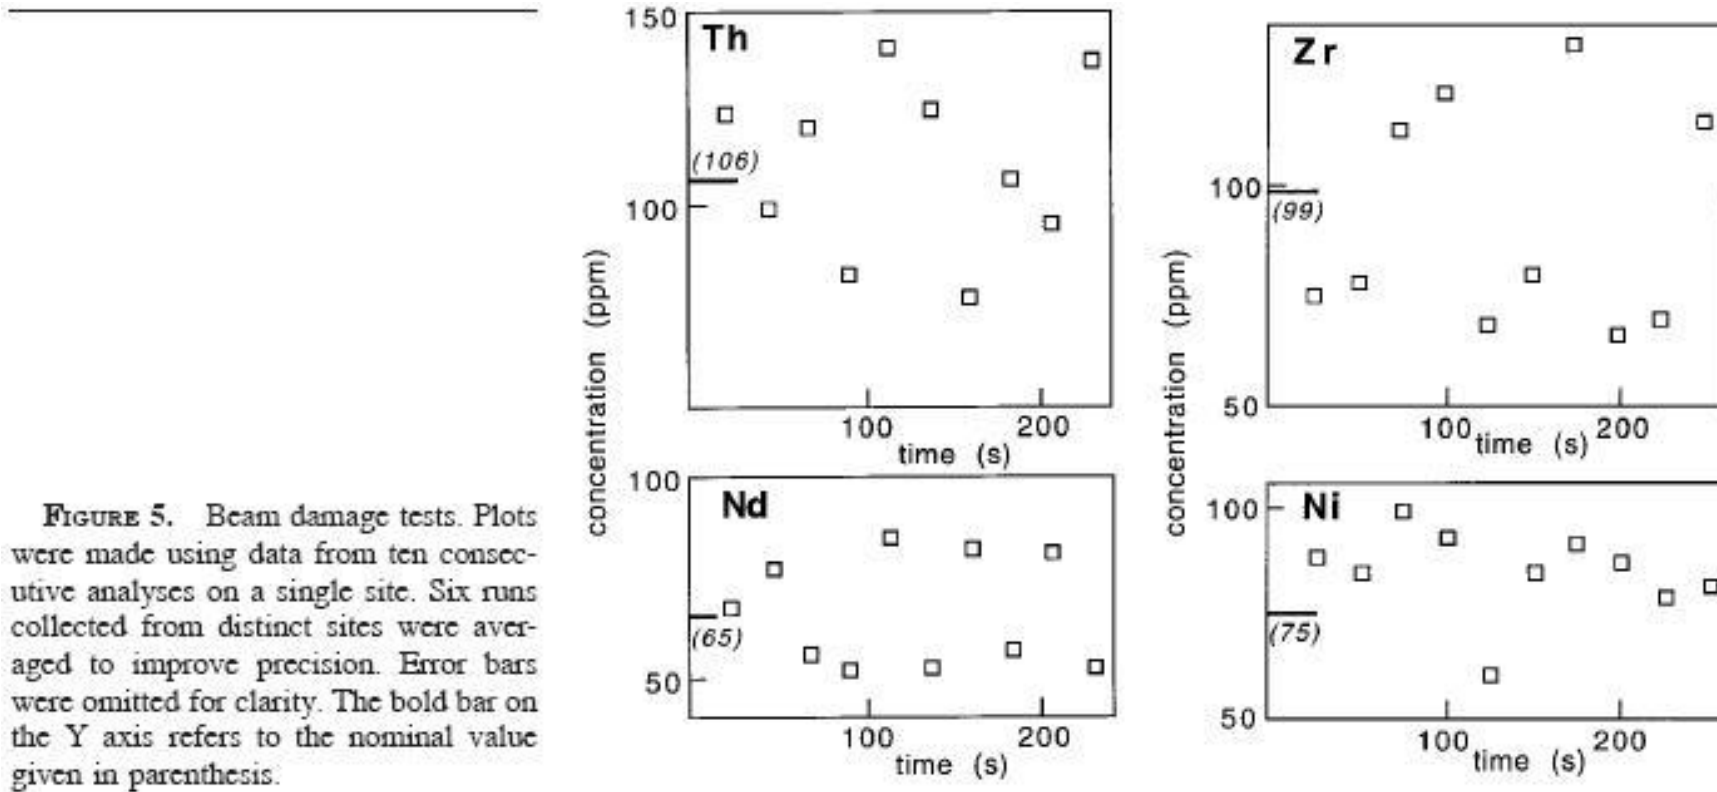 FIGURE 5. Beam damage tests. Plots
were made using data from ten consec-
utive analyses on a single site. Six runs
collected from distinct sites were aver-
aged to improve precision. Error bars
were omitted for clarity. The bold bar on
the Y axis refers to the nominal value
given in parenthesis.
concentration (ppm)
150
Th
(106)
100
100
200
time (s)
100
Nd
(65)
50
100
200
time (s)
concentration (ppm)
Zr
100
(99)
50
100
200
time (s)
100
Ni
(75)
50
100
200
time (s)